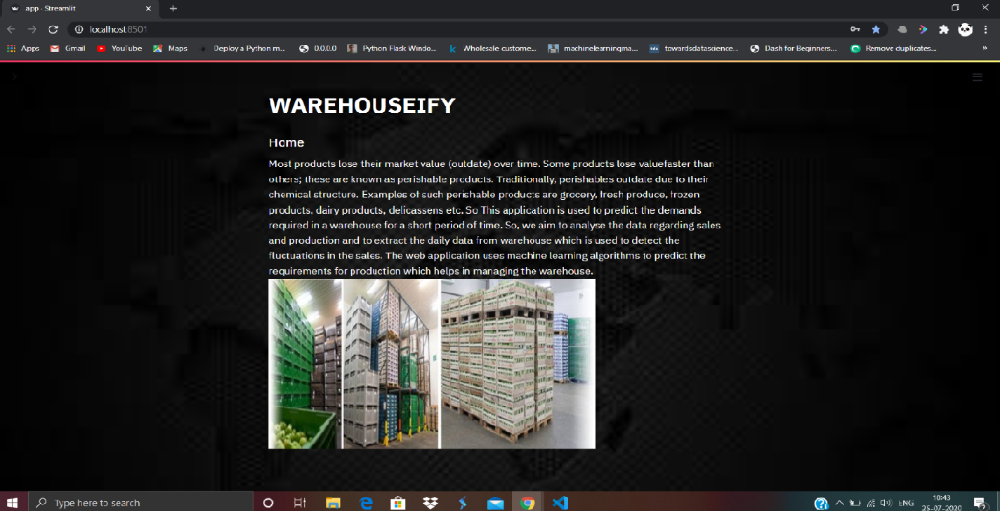 app · Streamlit
localhost:8501
Apps Gmail YouTube Maps Deploy a Python m... 0.0.0.0 Python Flask Windo... Wholesale custome... machinelearningma... towardsdatascience... Dash for Beginners... Remove duplicates... »
WAREHOUSEIFY
Home
Most products lose their market value (outdate) over time. Some products lose valuefaster than
others; these are known as perishable products. Traditionally, perishables outdate due to their
chemical structure. Examples of such perishable products are grocery, fresh produce, frozen
products, dairy products, delicassens etc. So This application is used to predict the demands
required in a warehouse for a short period of time. So, we aim to analyse the data regarding sales
and production and to extract the daily data from warehouse which is used to detect the
fluctuations in the sales. The web application uses machine learning algorithms to predict the
requirements for production which helps in managing the warehouse.
Type here to search
ENG
10:43
25-07-2020
2